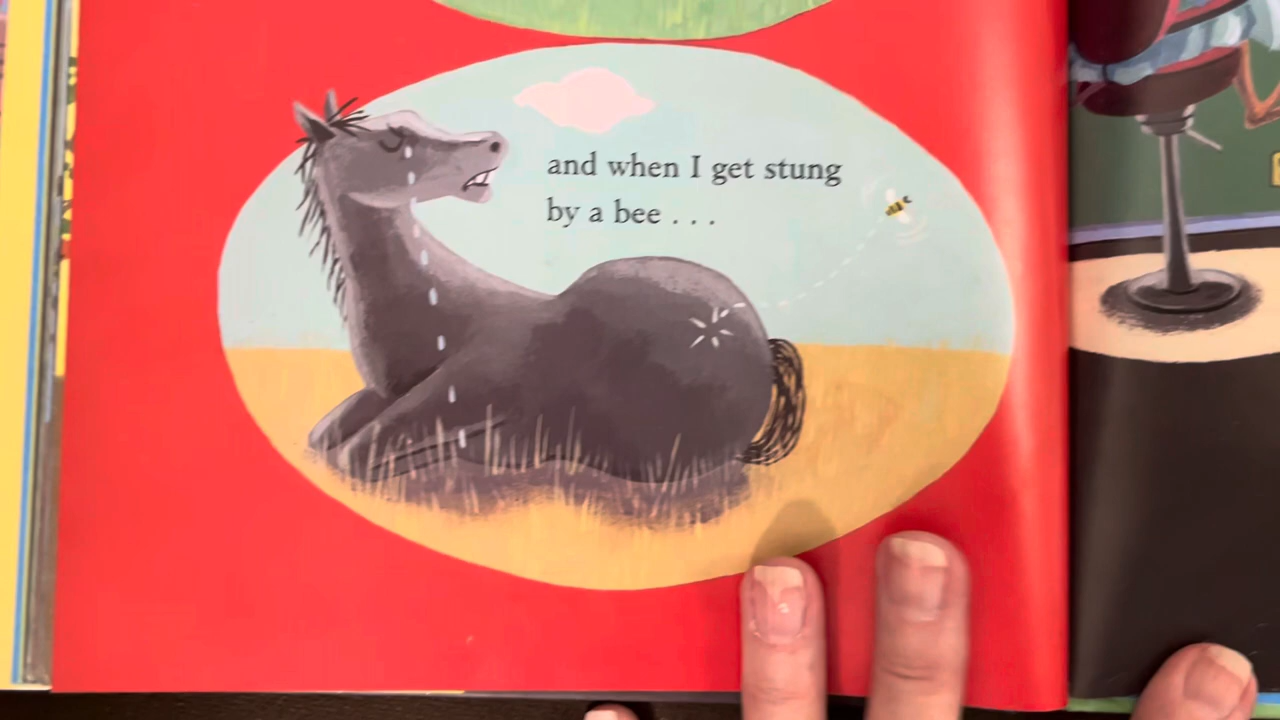 and when I get stung
by a bee . . .